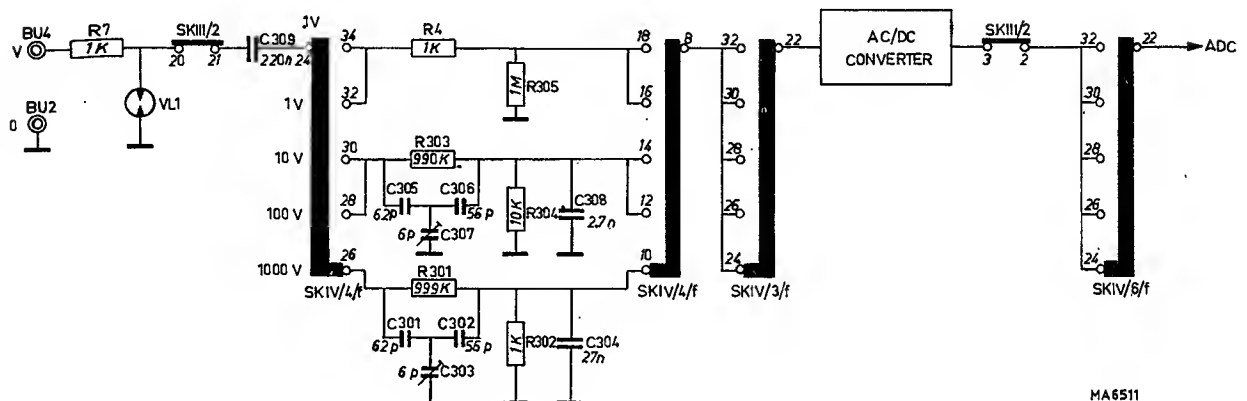 BU4
V
R7
1K
SKIII/2
20 21
C309
220n
24
VL1
BU2
0
1V
10V
100V
1000 V
34
32
30
28
26
SKIV/4/f
R4
1K
R305
1M
R303
990K
C305
62p
C306
56p
6p
C307
R304
10K
C308
2.7n
R301
999K
C301
62p
C302
56p
6p
C303
R302
1K
C304
27n
18
16
14
12
10
8
SKIV/4/f
32
30
28
26
24
22
SKIV/3/f
AC/DC
CONVERTER
SKIII/2
3 2
32
30
28
26
24
22
SKIV/6/f
ADC
MA6511